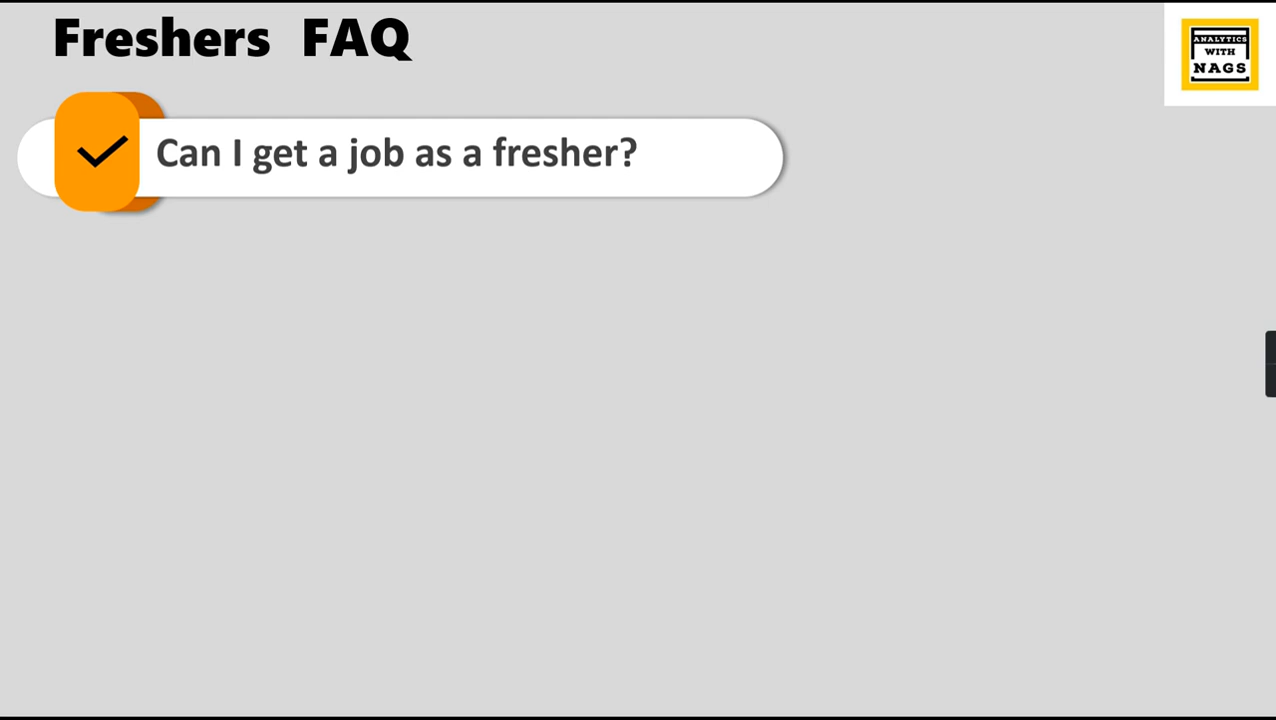 Freshers FAQ
ANALYTICS
WITH
NAGS
Can I get a job as a fresher?